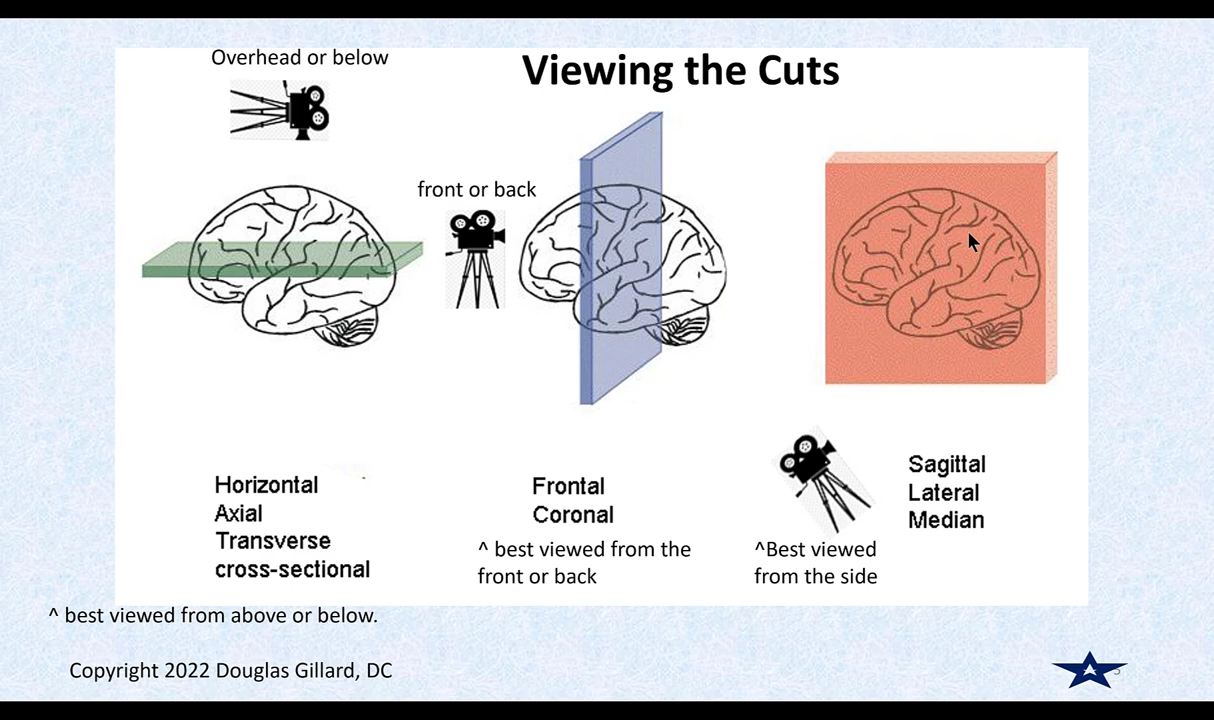 Overhead or below
Viewing the Cuts
front or back
Horizontal
Axial
Transverse
cross-sectional
^ best viewed from above or below.
Frontal
Coronal
^ best viewed from the
front or back
Sagittal
Lateral
Median
^Best viewed
from the side
Copyright 2022 Douglas Gillard, DC
3